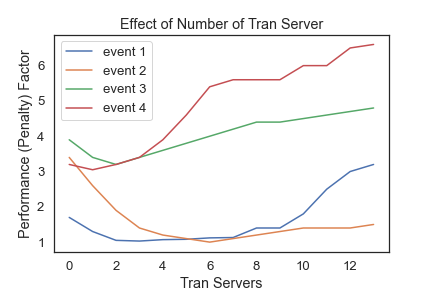 Effect of Number of Tran Server
event 1
event 2
event 3
event 4
Performance (Penalty) Factor
6
5
4
3
2
1
0 2 4 6 8 10 12
Tran Servers